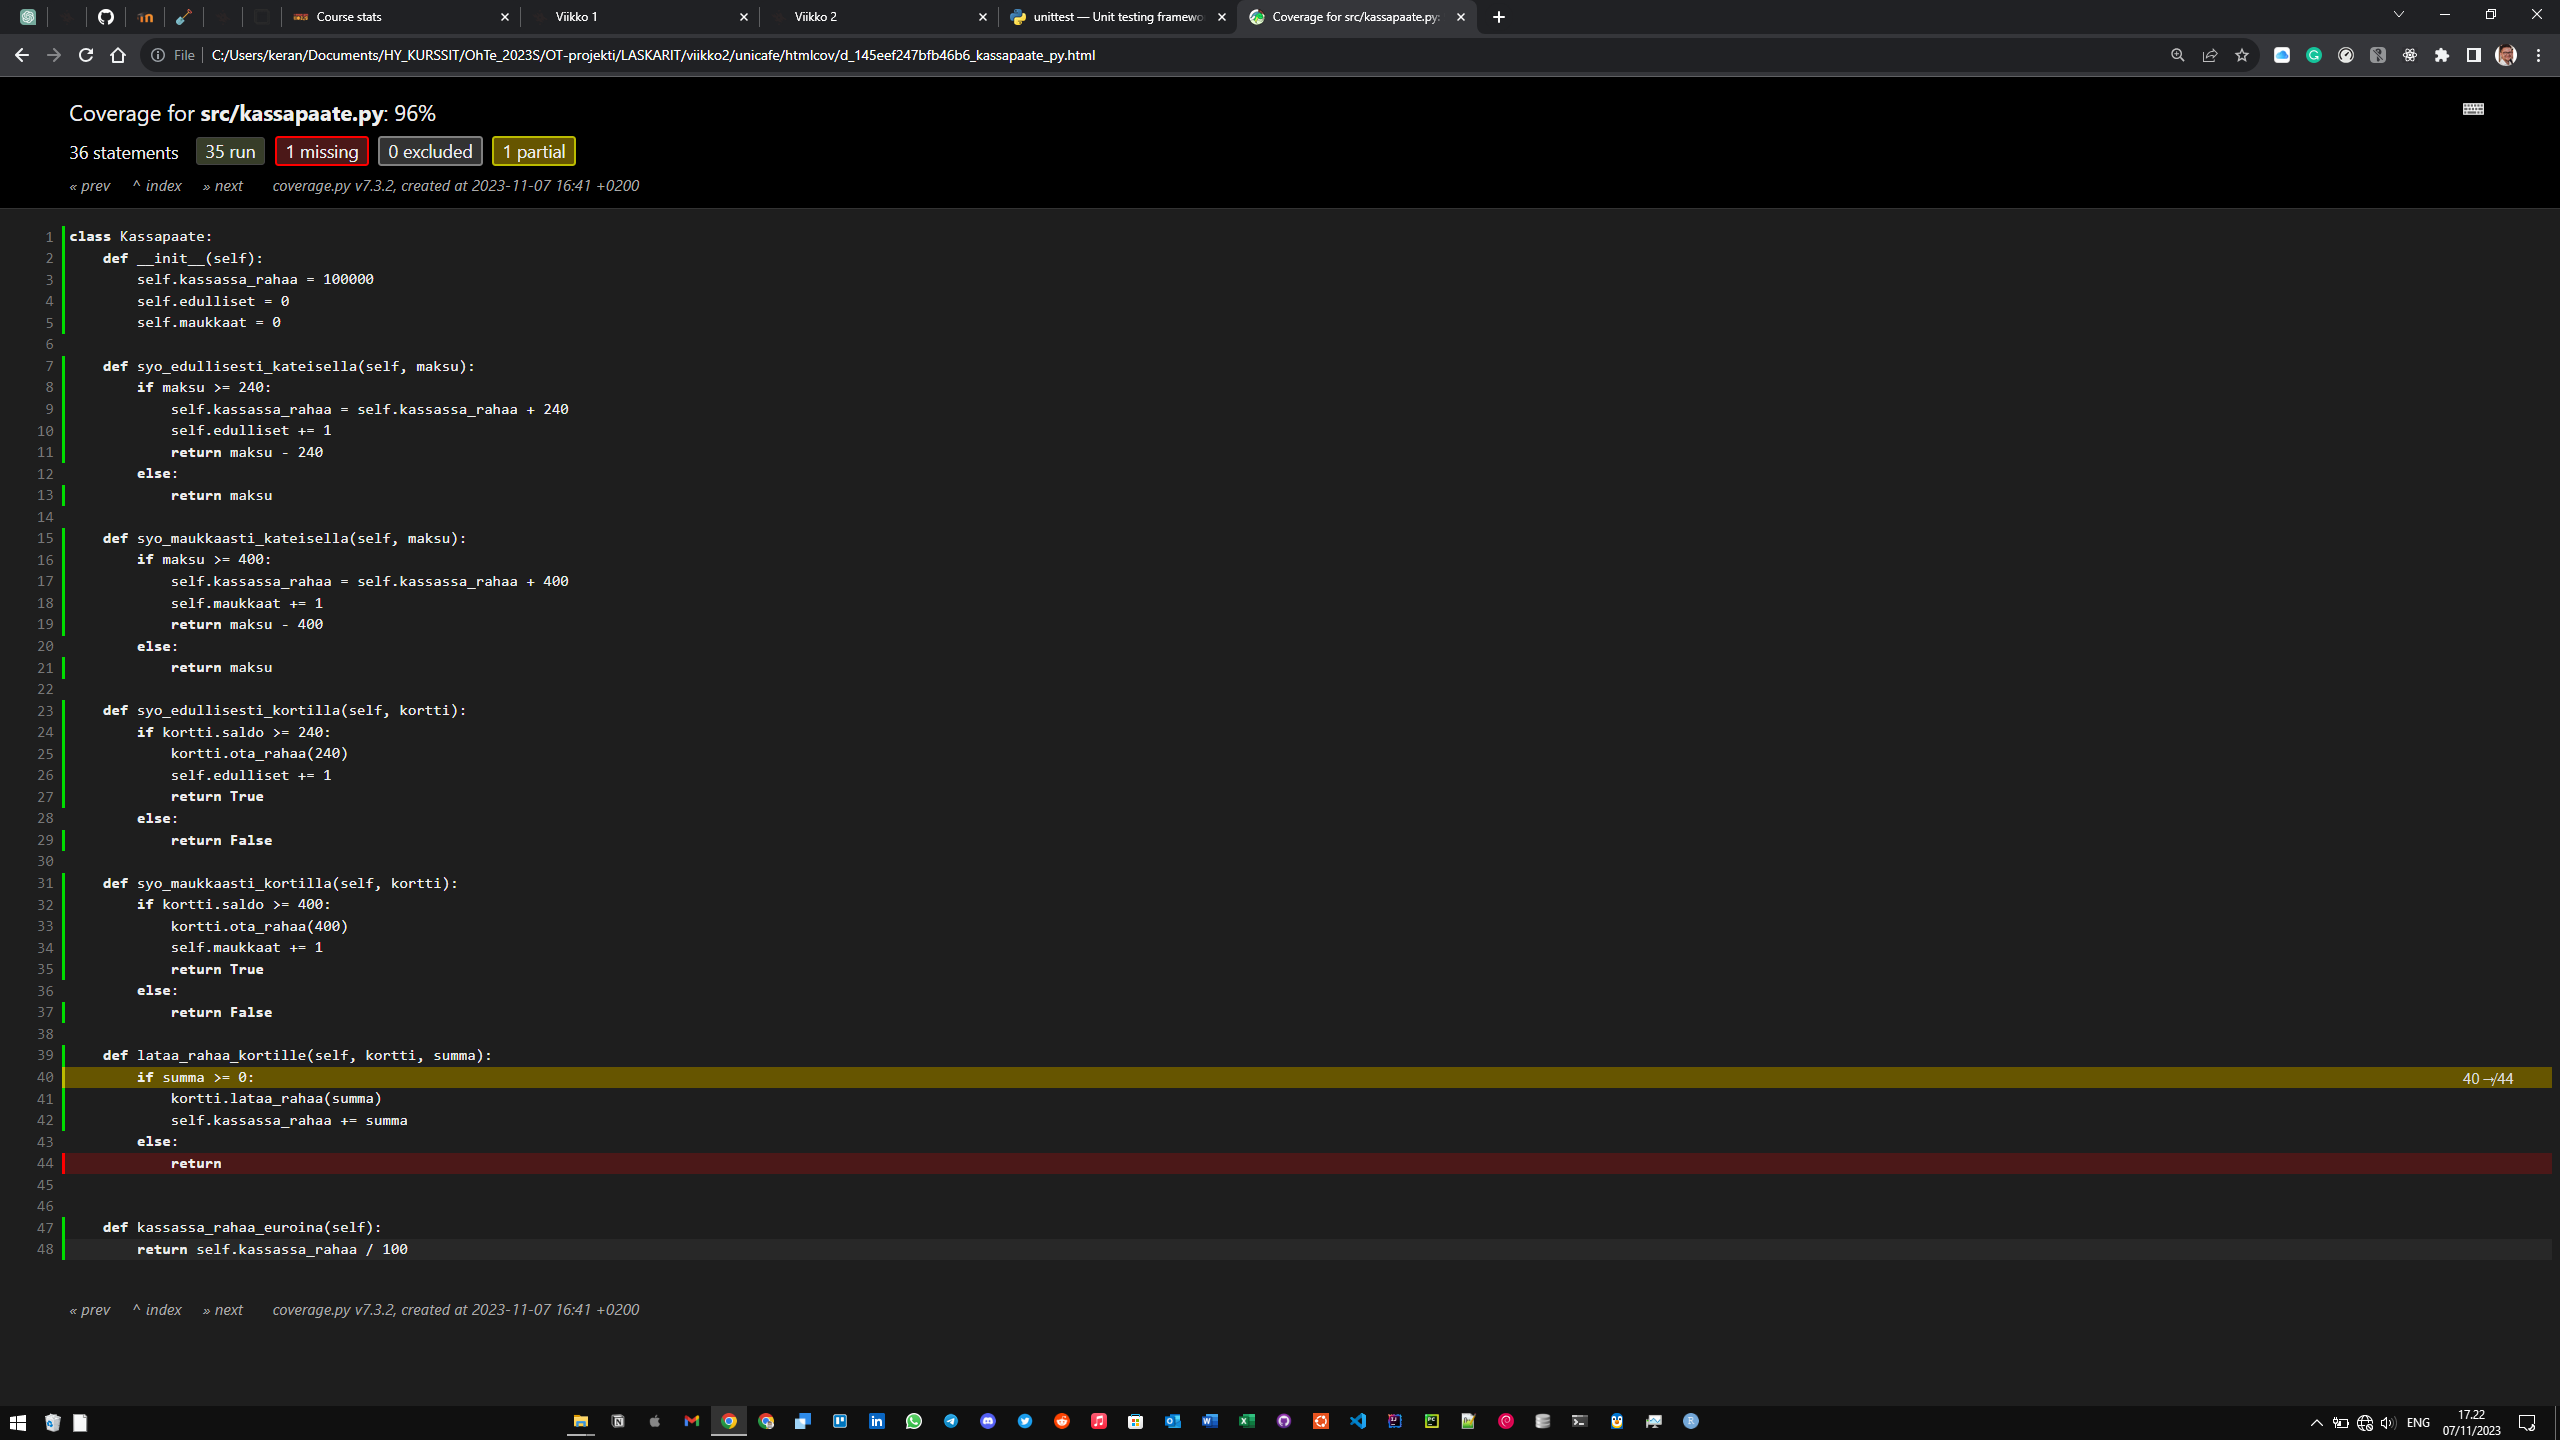 Course stats
Viikko 1
Viikko 2
unittest — Unit testing framewo
Coverage for src/kassapaate.py:
File
C:/Users/keran/Documents/HY_KURSSIT/OhTe_2023S/OT-projekti/LASKARIT/viikko2/unicafe/htmlcov/d_145eef247bfb46b6_kassapaate_py.html
Coverage for src/kassapaate.py: 96%
36 statements 35 run 1 missing 0 excluded 1 partial
« prev ^ index » next coverage.py v7.3.2, created at 2023-11-07 16:41 +0200
1 class Kassapaate:
2 def __init__(self):
3 self.kassassa_rahaa = 100000
4 self.edulliset = 0
5 self.maukkaat = 0
6
7 def syo_edullisesti_kateisella(self, maksu):
8 if maksu >= 240:
9 self.kassassa_rahaa = self.kassassa_rahaa + 240
10 self.edulliset += 1
11 return maksu - 240
12 else:
13 return maksu
14
15 def syo_maukkaasti_kateisella(self, maksu):
16 if maksu >= 400:
17 self.kassassa_rahaa = self.kassassa_rahaa + 400
18 self.maukkaat += 1
19 return maksu - 400
20 else:
21 return maksu
22
23 def syo_edullisesti_kortilla(self, kortti):
24 if kortti.saldo >= 240:
25 kortti.ota_rahaa(240)
26 self.edulliset += 1
27 return True
28 else:
29 return False
30
31 def syo_maukkaasti_kortilla(self, kortti):
32 if kortti.saldo >= 400:
33 kortti.ota_rahaa(400)
34 self.maukkaat += 1
35 return True
36 else:
37 return False
38
39 def lataa_rahaa_kortille(self, kortti, summa):
40 if summa >= 0: 40 ↛ 44
41 kortti.lataa_rahaa(summa)
42 self.kassassa_rahaa += summa
43 else:
44 return
45
46
47 def kassassa_rahaa_euroina(self):
48 return self.kassassa_rahaa / 100
« prev ^ index » next coverage.py v7.3.2, created at 2023-11-07 16:41 +0200
ENG
17.22
07/11/2023